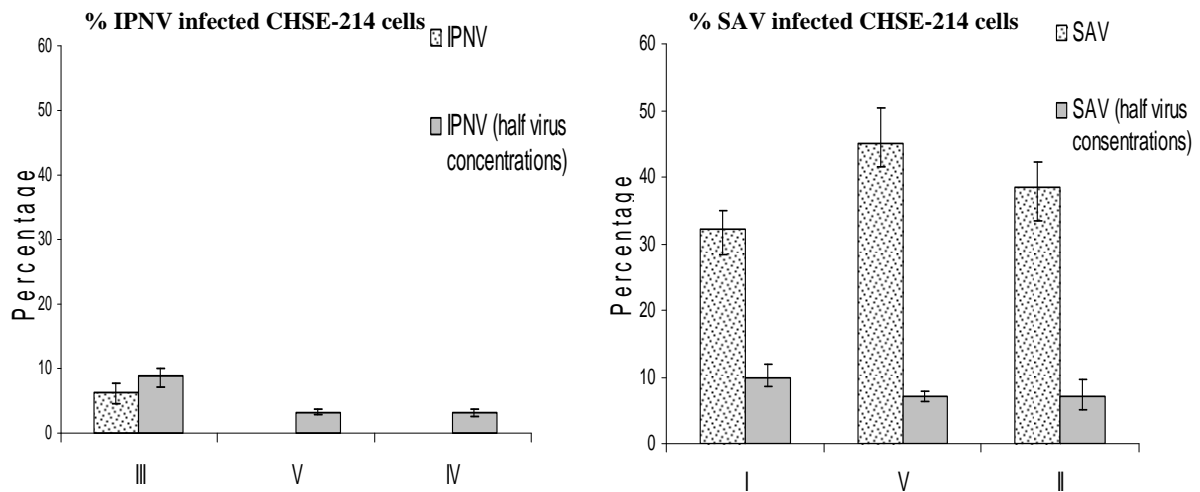 % IPNV infected CHSE-214 cells
IPNV
IPNV (half virus
concentrations)
Percentage
60
50
40
30
20
10
0
III
V
IV
% SAV infected CHSE-214 cells
SAV
SAV (half virus
consentrations)
Percentage
60
50
40
30
20
10
0
I
V
II